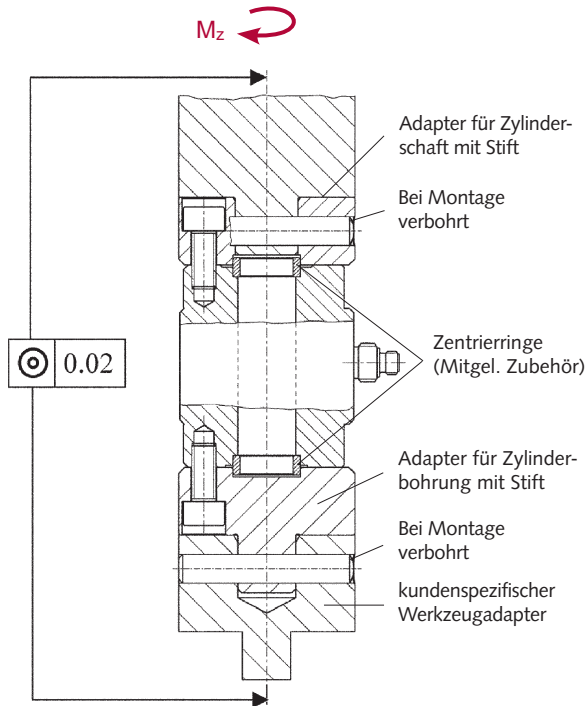 Mz
Adapter für Zylinder-
schaft mit Stift
Bei Montage
verbohrt
Zentrierringe
(Mitgel. Zubehör)
0.02
Adapter für Zylinder-
bohrung mit Stift
Bei Montage
verbohrt
kundenspezifischer
Werkzeugadapter